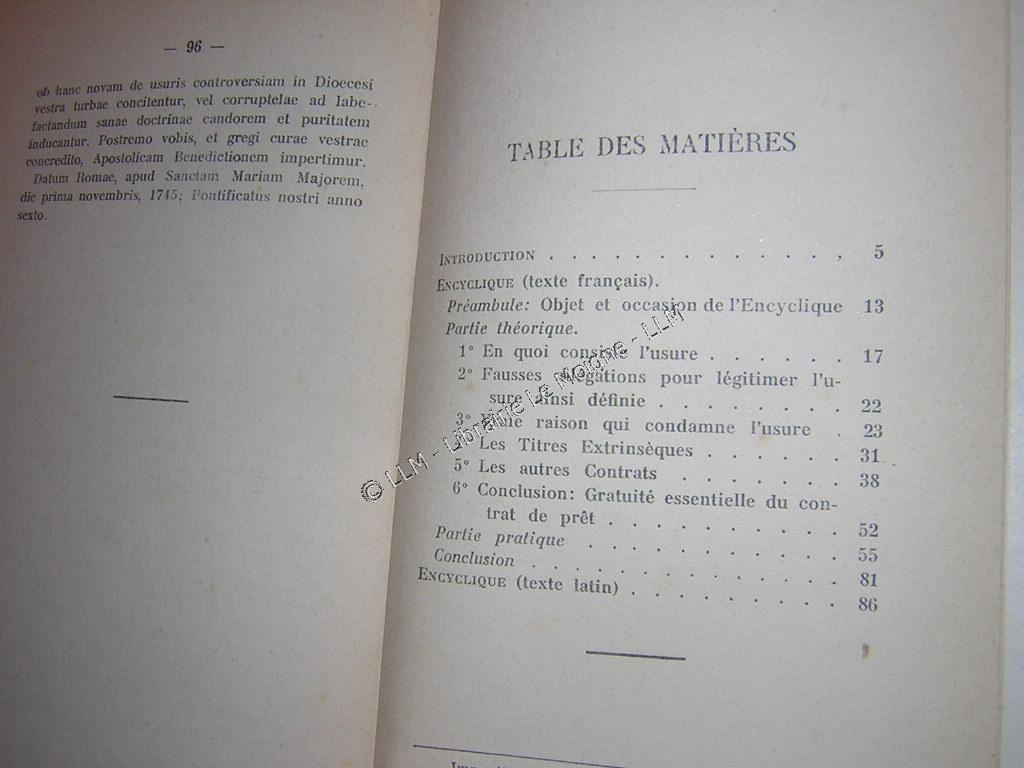 — 96 —
ob hanc novam de usuris controversiam in Dioecesi
vestra turbae concitentur, vel corruptelae ad labe-
factandum sanae doctrinae candorem et puritatem
inducantur. Postremo vobis, et gregi curae vestrae
concredito, Apostolicam Benedictionem impertimur.
Datum Romae, apud Sanctam Mariam Majorem,
die prima novembris, 1745; Pontificatus nostri anno
sexto.
TABLE DES MATIÈRES
INTRODUCTION . . . . . . . . . . . . . 5
ENCYCLIQUE (texte français).
Préambule: Objet et occasion de l'Encyclique 13
Partie théorique.
1° En quoi consiste l'usure . . . . . . 17
2° Fausses allégations pour légitimer l'u-
sure ainsi définie . . . . . . . . 22
3° raison qui condamne l'usure . 23
Les Titres Extrinsèques . . . . . . 31
5° Les autres Contrats . . . . . . . 38
6° Conclusion: Gratuité essentielle du con-
trat de prêt . . . . . . . . . . 52
Partie pratique . . . . . . . . . . . 55
Conclusion . . . . . . . . . . . . . 81
ENCYCLIQUE (texte latin) . . . . . . . . . 86
© LLM - Librairie Le Moigne - LLM